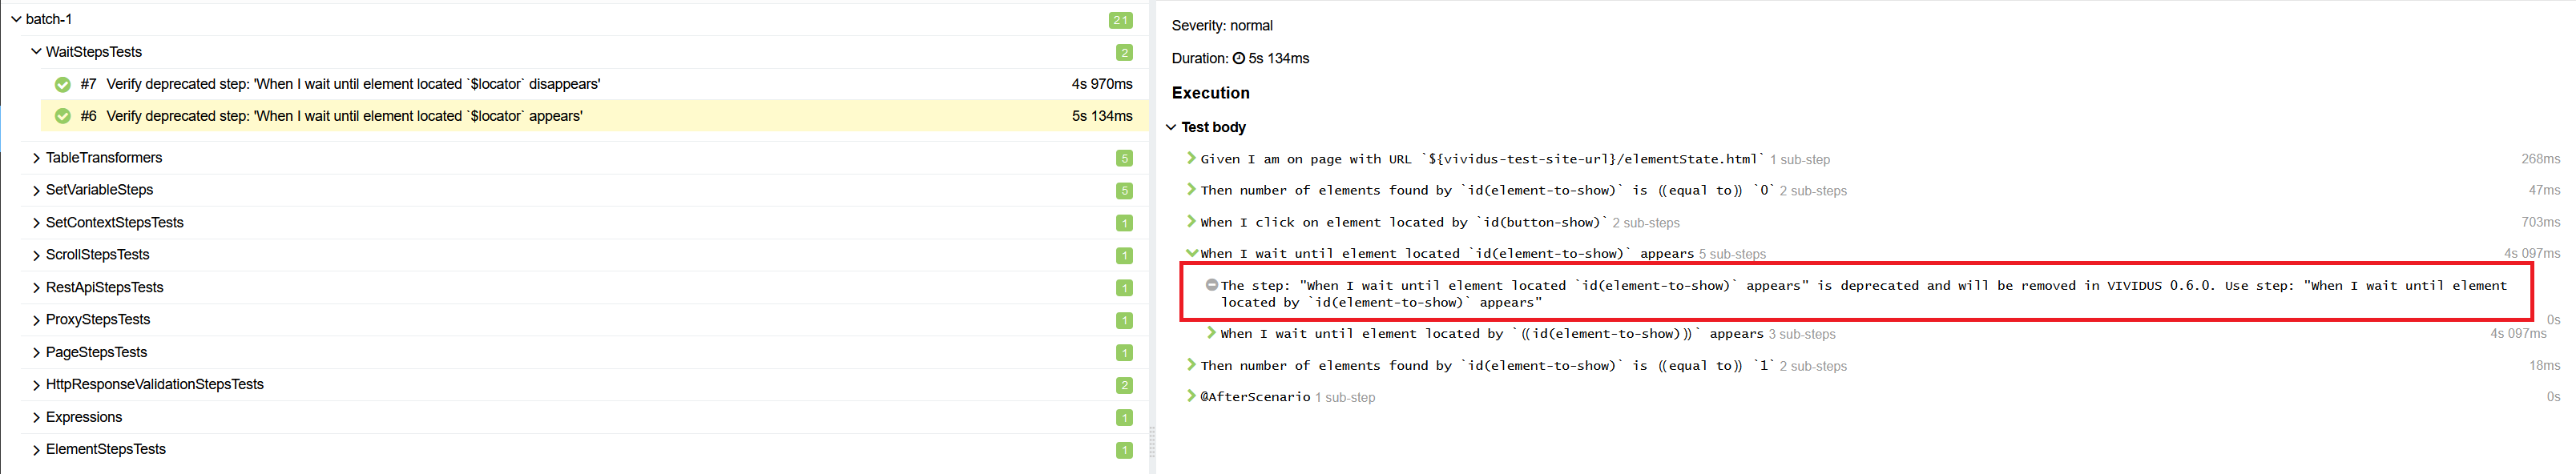 batch-1
21
WaitStepsTests
2
#7 Verify deprecated step: 'When I wait until element located `$locator` disappears'
4s 970ms
#6 Verify deprecated step: 'When I wait until element located `$locator` appears'
5s 134ms
TableTransformers
5
SetVariableSteps
5
SetContextStepsTests
1
ScrollStepsTests
1
RestApiStepsTests
1
ProxyStepsTests
1
PageStepsTests
1
HttpResponseValidationStepsTests
2
Expressions
1
ElementStepsTests
1
Severity: normal
Duration: 5s 134ms
Execution
Test body
Given I am on page with URL `${vividus-test-site-url}/elementState.html` 1 sub-step
268ms
Then number of elements found by `id(element-to-show)` is ⸨equal to⸩ `0` 2 sub-steps
47ms
When I click on element located by `id(button-show)` 2 sub-steps
703ms
When I wait until element located `id(element-to-show)` appears 5 sub-steps
4s 097ms
The step: "When I wait until element located `id(element-to-show)` appears" is deprecated and will be removed in VIVIDUS 0.6.0. Use step: "When I wait until element
located by `id(element-to-show)` appears"
0s
When I wait until element located by `⸨id(element-to-show)⸩` appears 3 sub-steps
4s 097ms
Then number of elements found by `id(element-to-show)` is ⸨equal to⸩ `1` 2 sub-steps
18ms
@AfterScenario 1 sub-step
0s